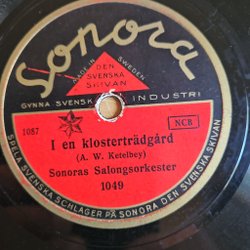 Sonora
MADE IN SWEDEN
DEN
SVENSKA
SKIVAN
GYNNA SVENSK INDUSTRI
1087
NCB
I en klosterträdgård
(A. W. Ketelbey)
Sonoras Salongsorkester
1049
SPELA SVENSKA SCHLAGER PÅ SONORA DEN SVENSKA SKIVAN